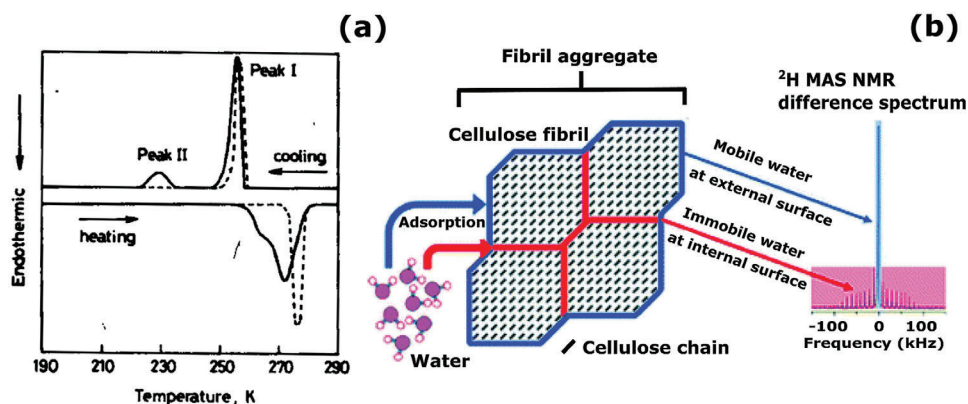 (a)
Peak I
Peak II
cooling
heating
Endothermic
190 210 230 250 270 290
Temperature, K
Fibril aggregate
Cellulose fibril
Adsorption
Water
Cellulose chain
(b)
²H MAS NMR
difference spectrum
Mobile water
at external surface
Immobile water
at internal surface
-100 0 100
Frequency (kHz)